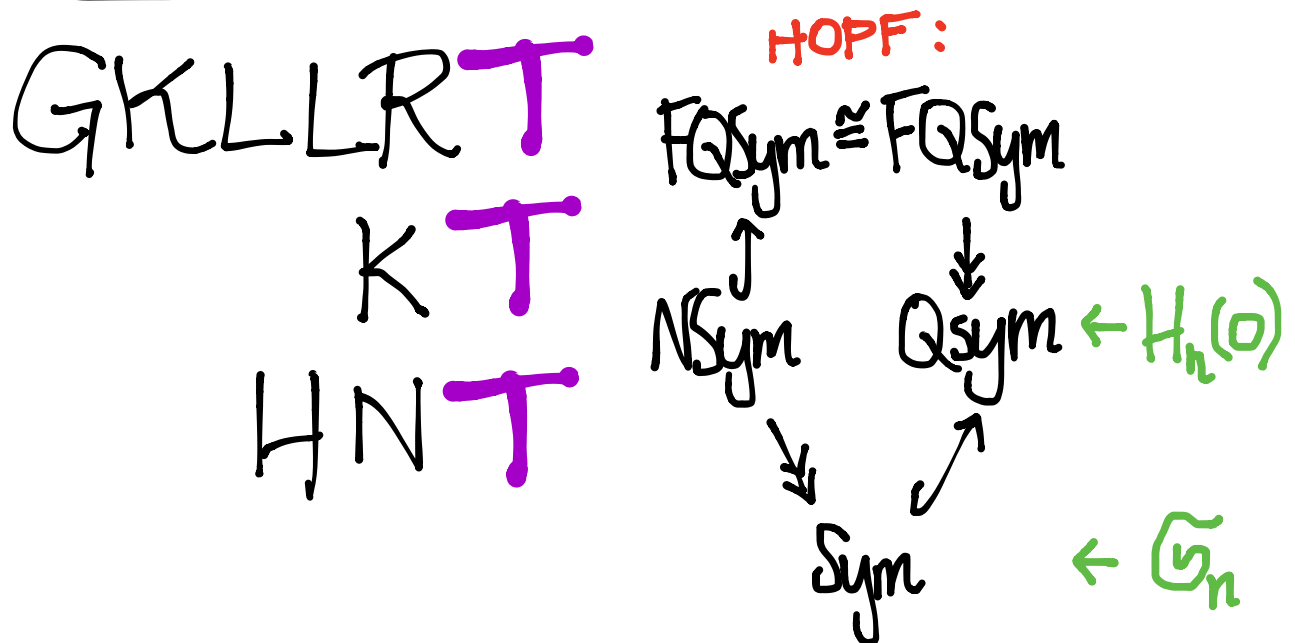 HOPF:
GKLLRT
FQSym ≅ FQSym
KT
NSym
QSym ← Hₙ(0)
HNT
Sym
← 𝔖ₙ